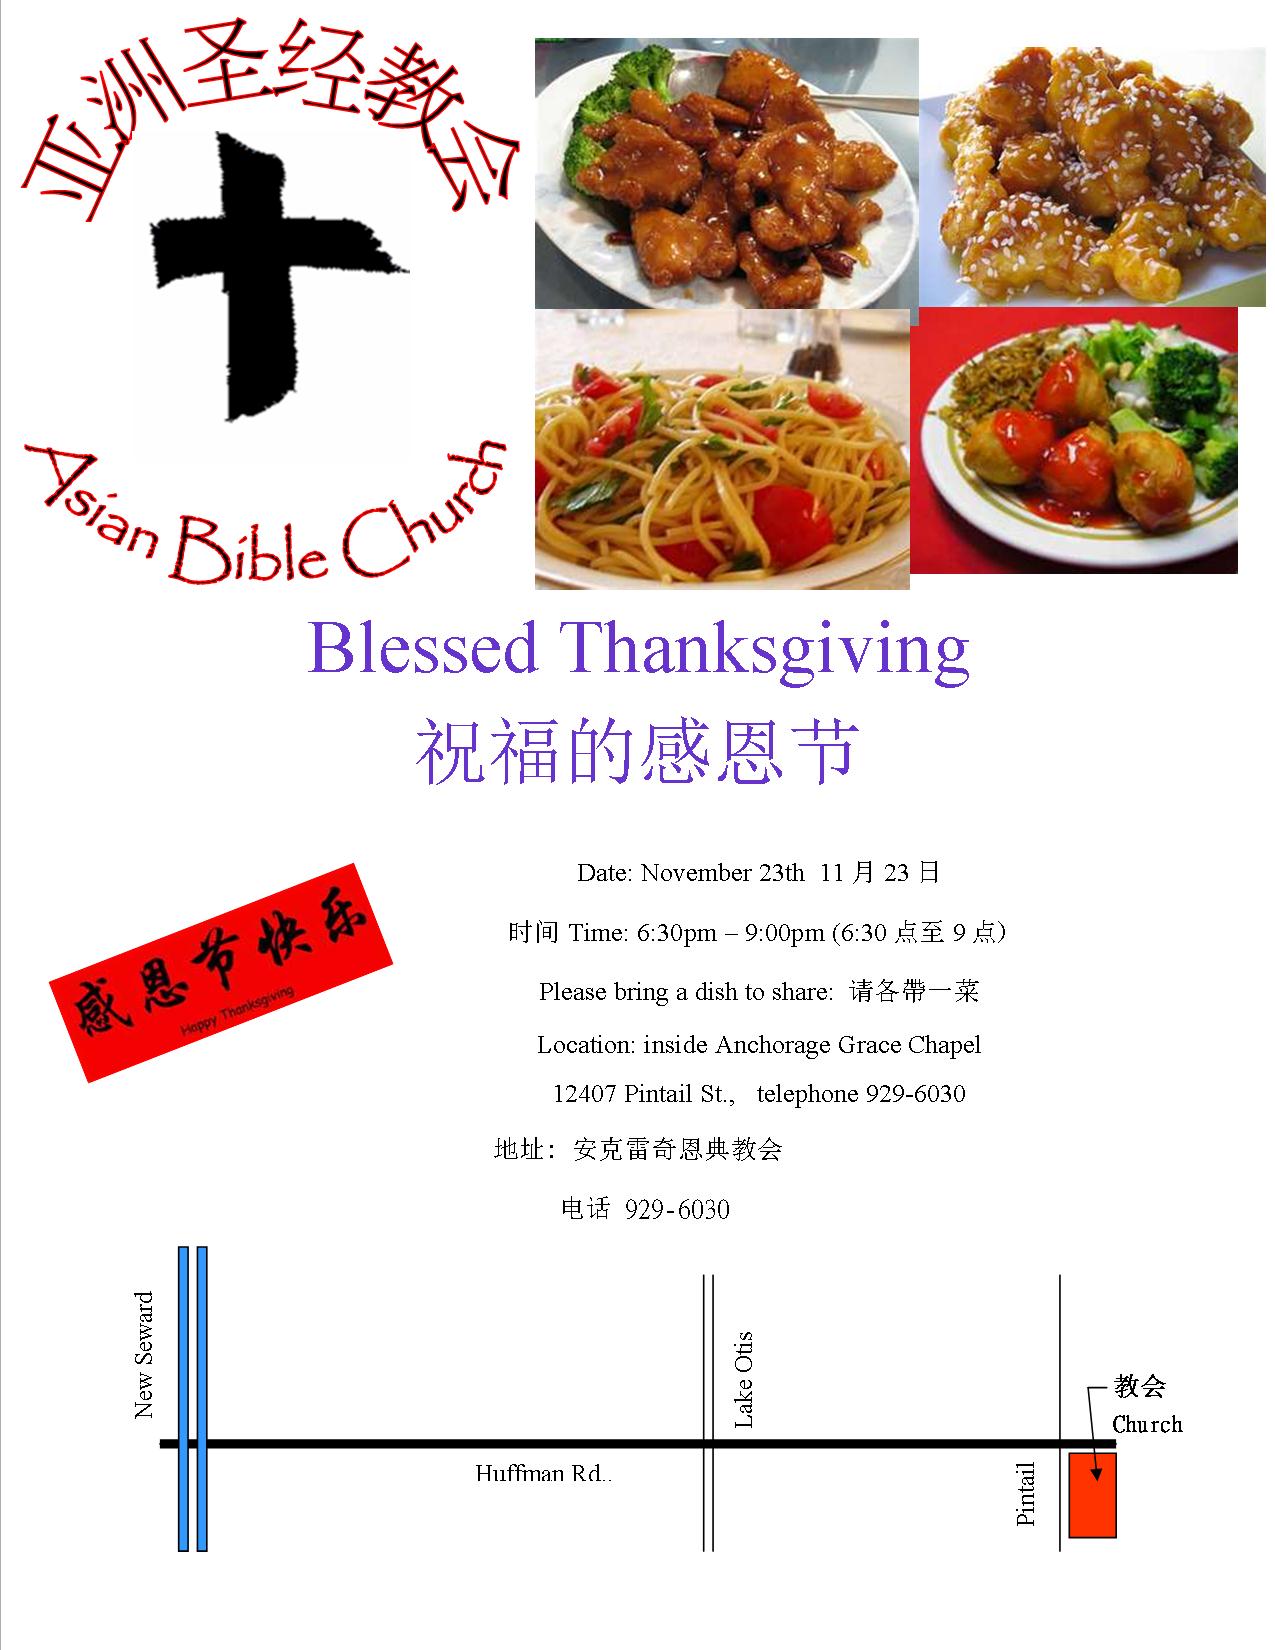 亚洲圣经教会
Asian Bible Church
Blessed Thanksgiving
祝福的感恩节
感恩节快乐
Happy Thanksgiving
Date: November 23th 11 月 23 日
时间 Time: 6:30pm – 9:00pm (6:30 点至 9 点)
Please bring a dish to share: 请各帶一菜
Location: inside Anchorage Grace Chapel
12407 Pintail St., telephone 929-6030
地址：安克雷奇恩典教会
电话 929-6030
New Seward
Lake Otis
教会
Church
Huffman Rd..
Pintail